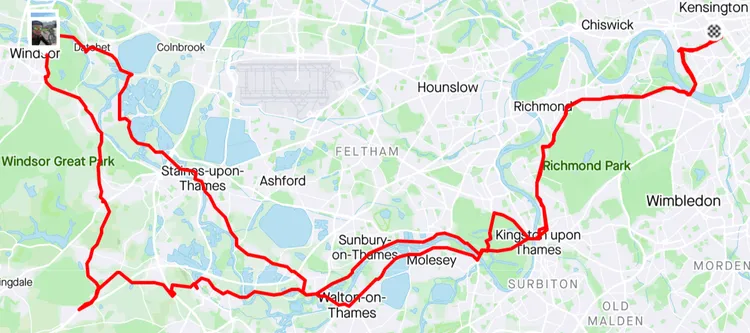 Kensington
Chiswick
Colnbrook
Datchet
Windsor
Hounslow
Richmond
FELTHAM
Windsor Great Park
Richmond Park
Staines-upon-
Thames
Ashford
Wimbledon
Kingston upon
Thames
Sunbury-
on-Thames
Molesey
MORDEN
ningdale
SURBITON
Walton-on-
Thames
OLD
MALDEN